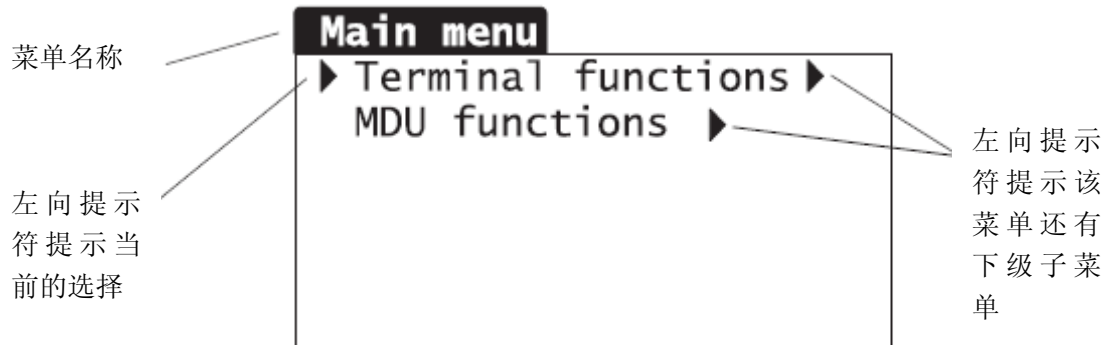 Main menu
菜单名称
Terminal functions
MDU functions
左向提示
符提示当
前的选择
左向提示
符提示该
菜单还有
下级子菜
单